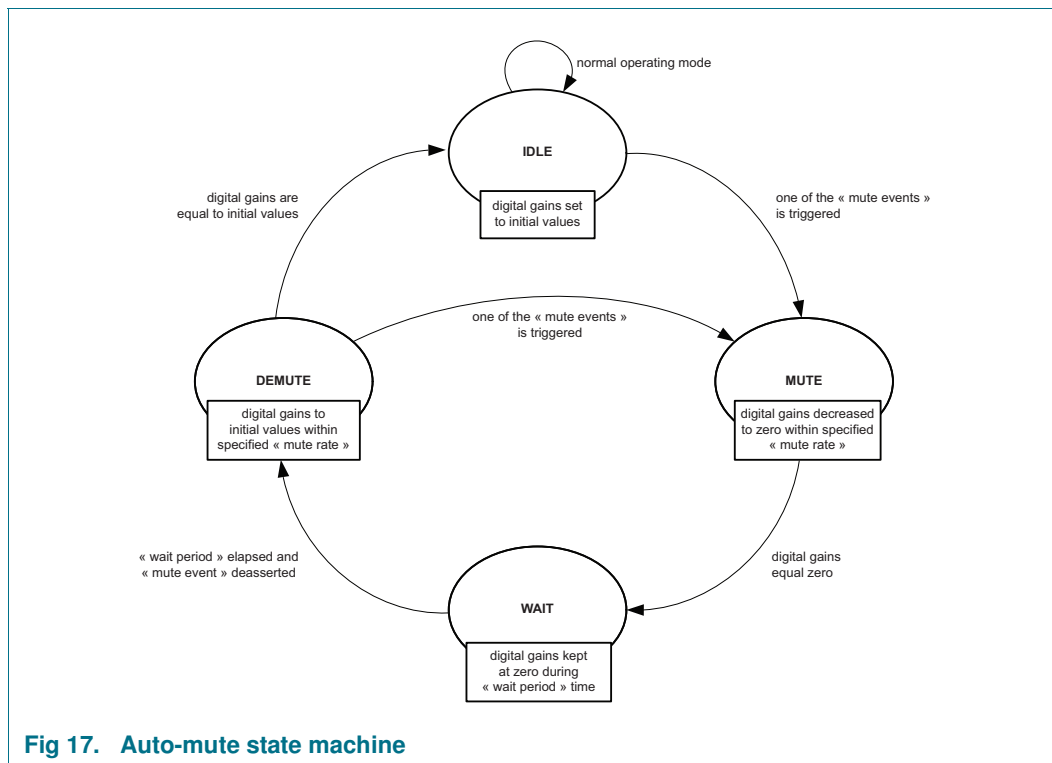 normal operating mode
IDLE
digital gains set
to initial values
digital gains are
equal to initial values
one of the « mute events »
is triggered
one of the « mute events »
is triggered
DEMUTE
digital gains to
initial values within
specified « mute rate »
MUTE
digital gains decreased
to zero within specified
« mute rate »
« wait period » elapsed and
« mute event » deasserted
digital gains
equal zero
WAIT
digital gains kept
at zero during
« wait period » time
Fig 17. Auto-mute state machine